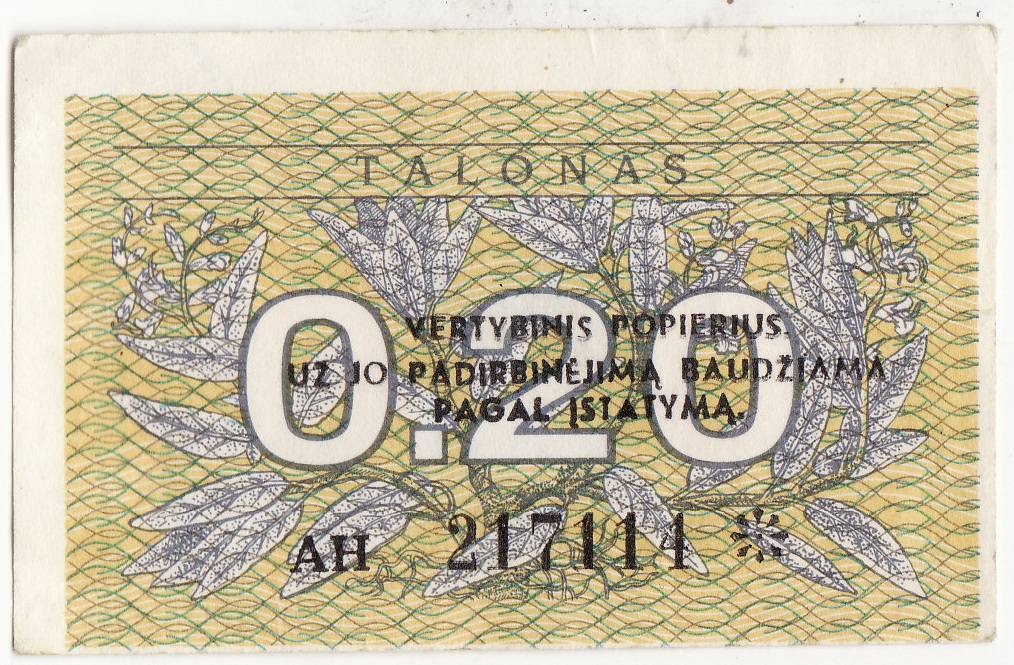 TALONAS
0.20
VERTYBINIS POPIERIUS.
UŽ JO PADIRBINĖJIMĄ BAUDŽIAMA
PAGAL ĮSTATYMĄ.
AH 217114 *